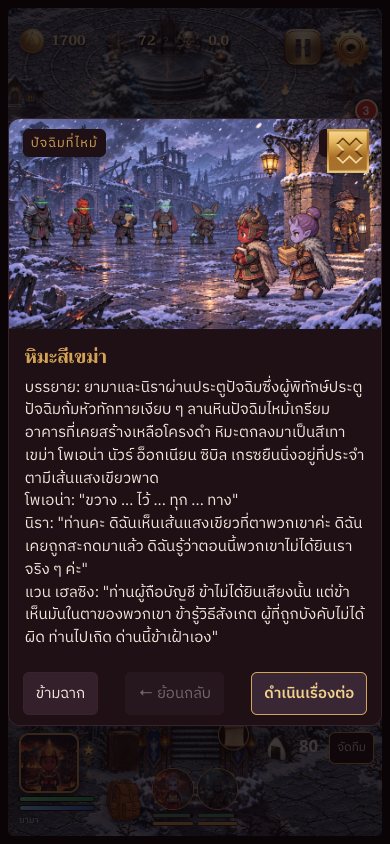 1700
72
0.0
3
ปัจฉิมที่ไหม้
หิมะสีเขม่า
บรรยาย: ยามาและนิราผ่านประตูปัจฉิมซึ่งผู้พิทักษ์ประตู
ปัจฉิมก้มหัวทักทายเงียบ ๆ ลานหินปัจฉิมไหม้เกรียม
อาคารที่เคยสร้างเหลือโครงดำ หิมะตกลงมาเป็นสีเทา
เขม่า โพเอน่า นัวร์ อ็อกเนียน ซิบิล เกรซยืนนิ่งอยู่ที่ประจำ
ตามีเส้นแสงเขียวพาด
โพเอน่า: "ขวาง ... ไว้ ... ทุก ... ทาง"
นิรา: "ท่านคะ ดิฉันเห็นเส้นแสงเขียวที่ตาพวกเขาค่ะ ดิฉัน
เคยถูกสะกดมาแล้ว ดิฉันรู้ว่าตอนนี้พวกเขาไม่ได้ยินเรา
จริง ๆ ค่ะ"
แวน เฮลซิง: "ท่านผู้ถือบัญชี ข้าไม่ได้ยินเสียงนั้น แต่ข้า
เห็นมันในตาของพวกเขา ข้ารู้วิธีสังเกต ผู้ที่ถูกบังคับไม่ได้
ผิด ท่านไปเถิด ด่านนี้ข้าเฝ้าเอง"
ข้ามฉาก
← ย้อนกลับ
ดำเนินเรื่องต่อ
80
จัดทีม
ยามา